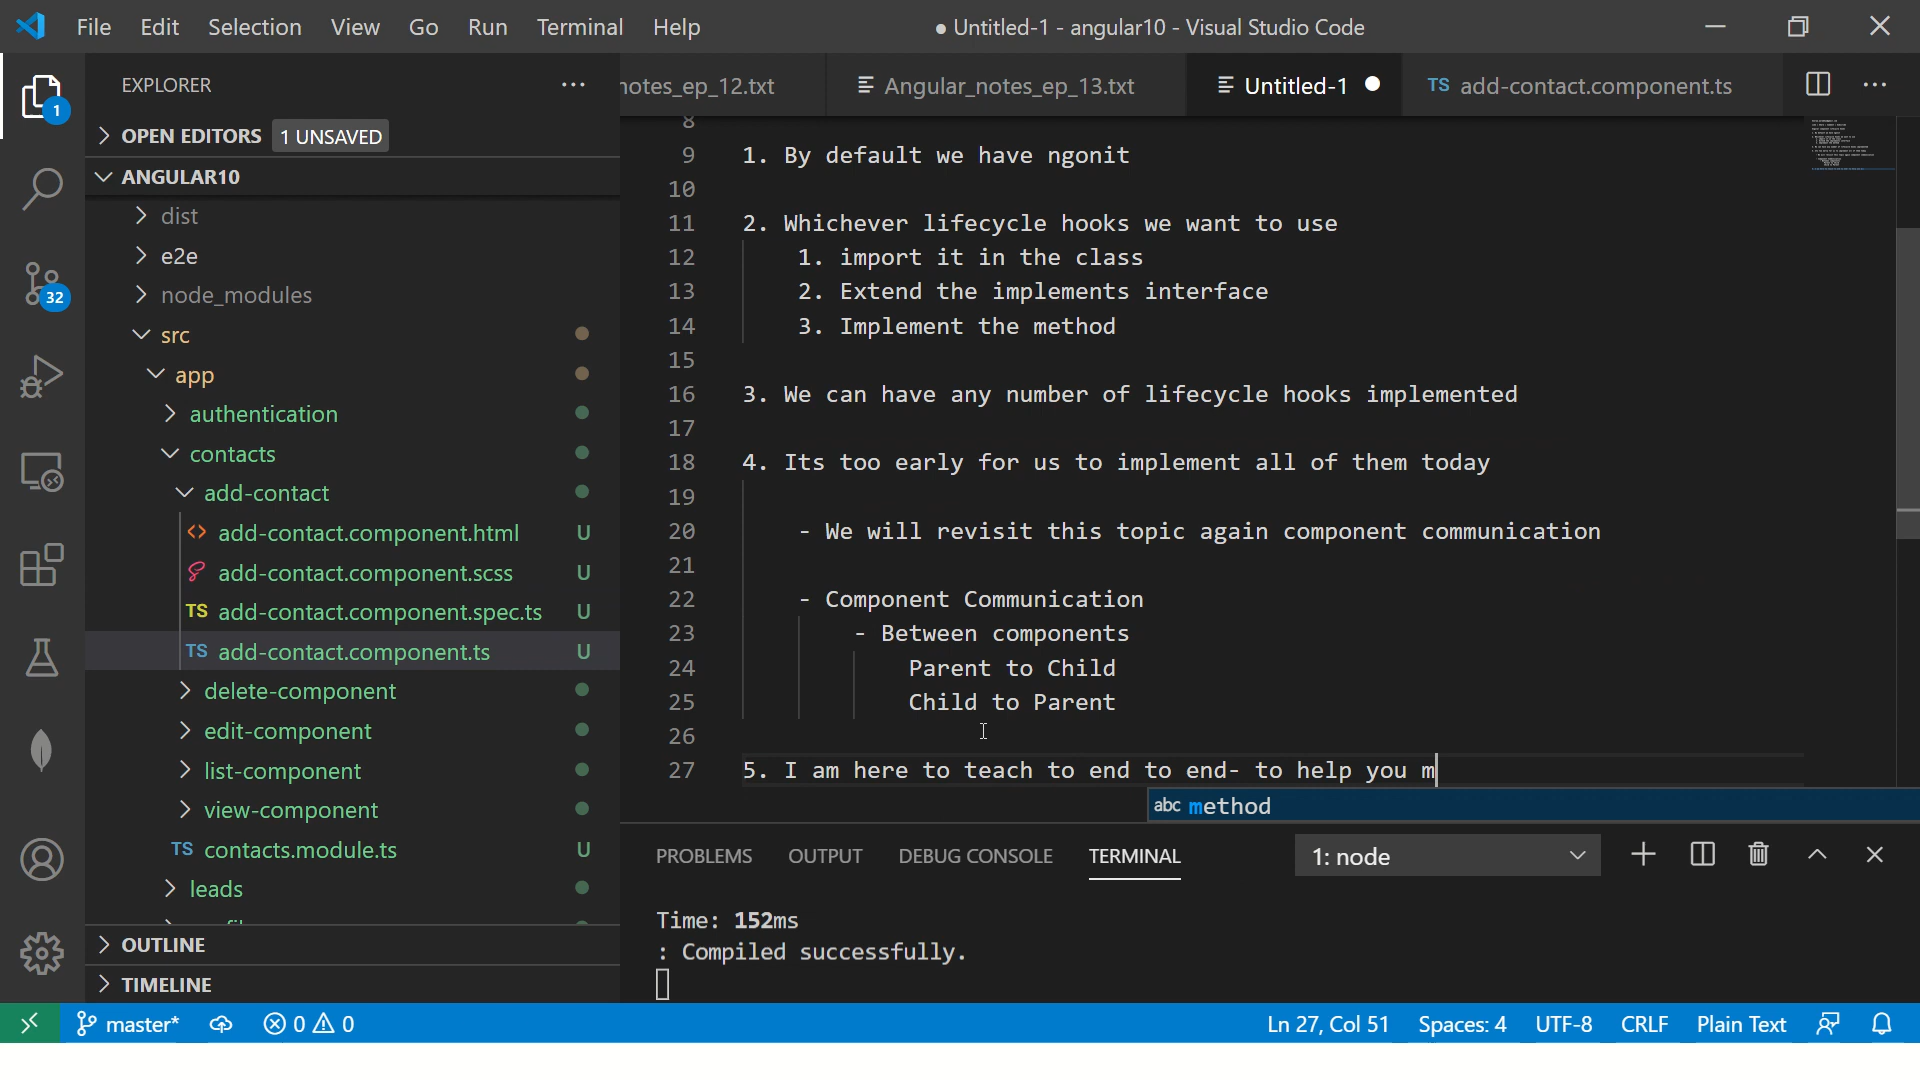 File Edit Selection View Go Run Terminal Help
● Untitled-1 - angular10 - Visual Studio Code
EXPLORER
notes_ep_12.txt
Angular_notes_ep_13.txt
Untitled-1
TS add-contact.component.ts
1
OPEN EDITORS 1 UNSAVED
ANGULAR10
dist
e2e
32
node_modules
src
app
authentication
contacts
add-contact
add-contact.component.html U
add-contact.component.scss U
TS add-contact.component.spec.ts U
TS add-contact.component.ts U
delete-component
edit-component
list-component
view-component
TS contacts.module.ts U
leads
OUTLINE
TIMELINE
8
9 1. By default we have ngonit
10
11 2. Whichever lifecycle hooks we want to use
12 1. import it in the class
13 2. Extend the implements interface
14 3. Implement the method
15
16 3. We can have any number of lifecycle hooks implemented
17
18 4. Its too early for us to implement all of them today
19
20 - We will revisit this topic again component communication
21
22 - Component Communication
23 - Between components
24 Parent to Child
25 Child to Parent
26
27 5. I am here to teach to end to end- to help you m
abc method
PROBLEMS OUTPUT DEBUG CONSOLE TERMINAL 1: node
Time: 152ms
: Compiled successfully.
master* 0 0 Ln 27, Col 51 Spaces: 4 UTF-8 CRLF Plain Text